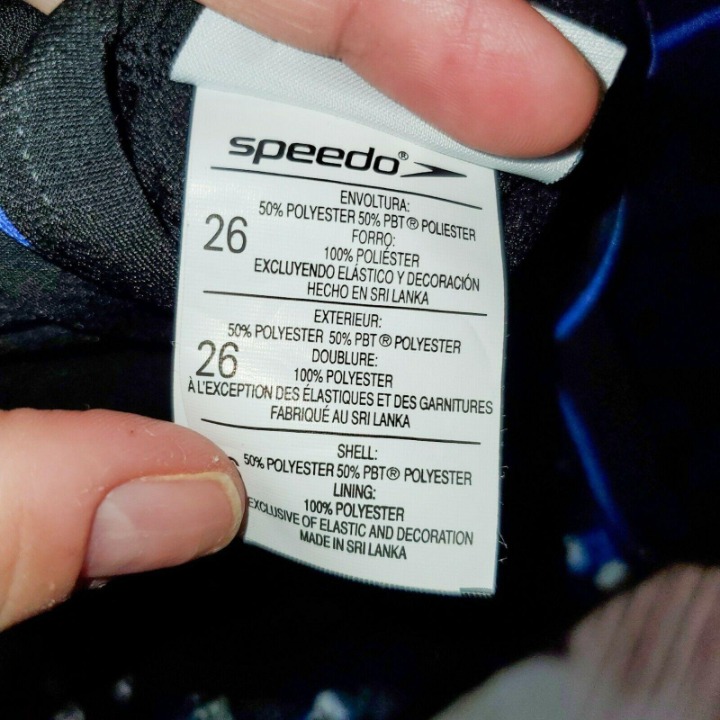 speedo®
ENVOLTURA:
50% POLYESTER 50% PBT® POLIESTER
26
FORRO:
100% POLIÉSTER
EXCLUYENDO ELÁSTICO Y DECORACIÓN
HECHO EN SRI LANKA
EXTERIEUR:
50% POLYESTER 50% PBT® POLYESTER
26
DOUBLURE:
100% POLYESTER
À L'EXCEPTION DES ÉLASTIQUES ET DES GARNITURES
FABRIQUÉ AU SRI LANKA
SHELL:
50% POLYESTER 50% PBT® POLYESTER
LINING:
100% POLYESTER
EXCLUSIVE OF ELASTIC AND DECORATION
MADE IN SRI LANKA